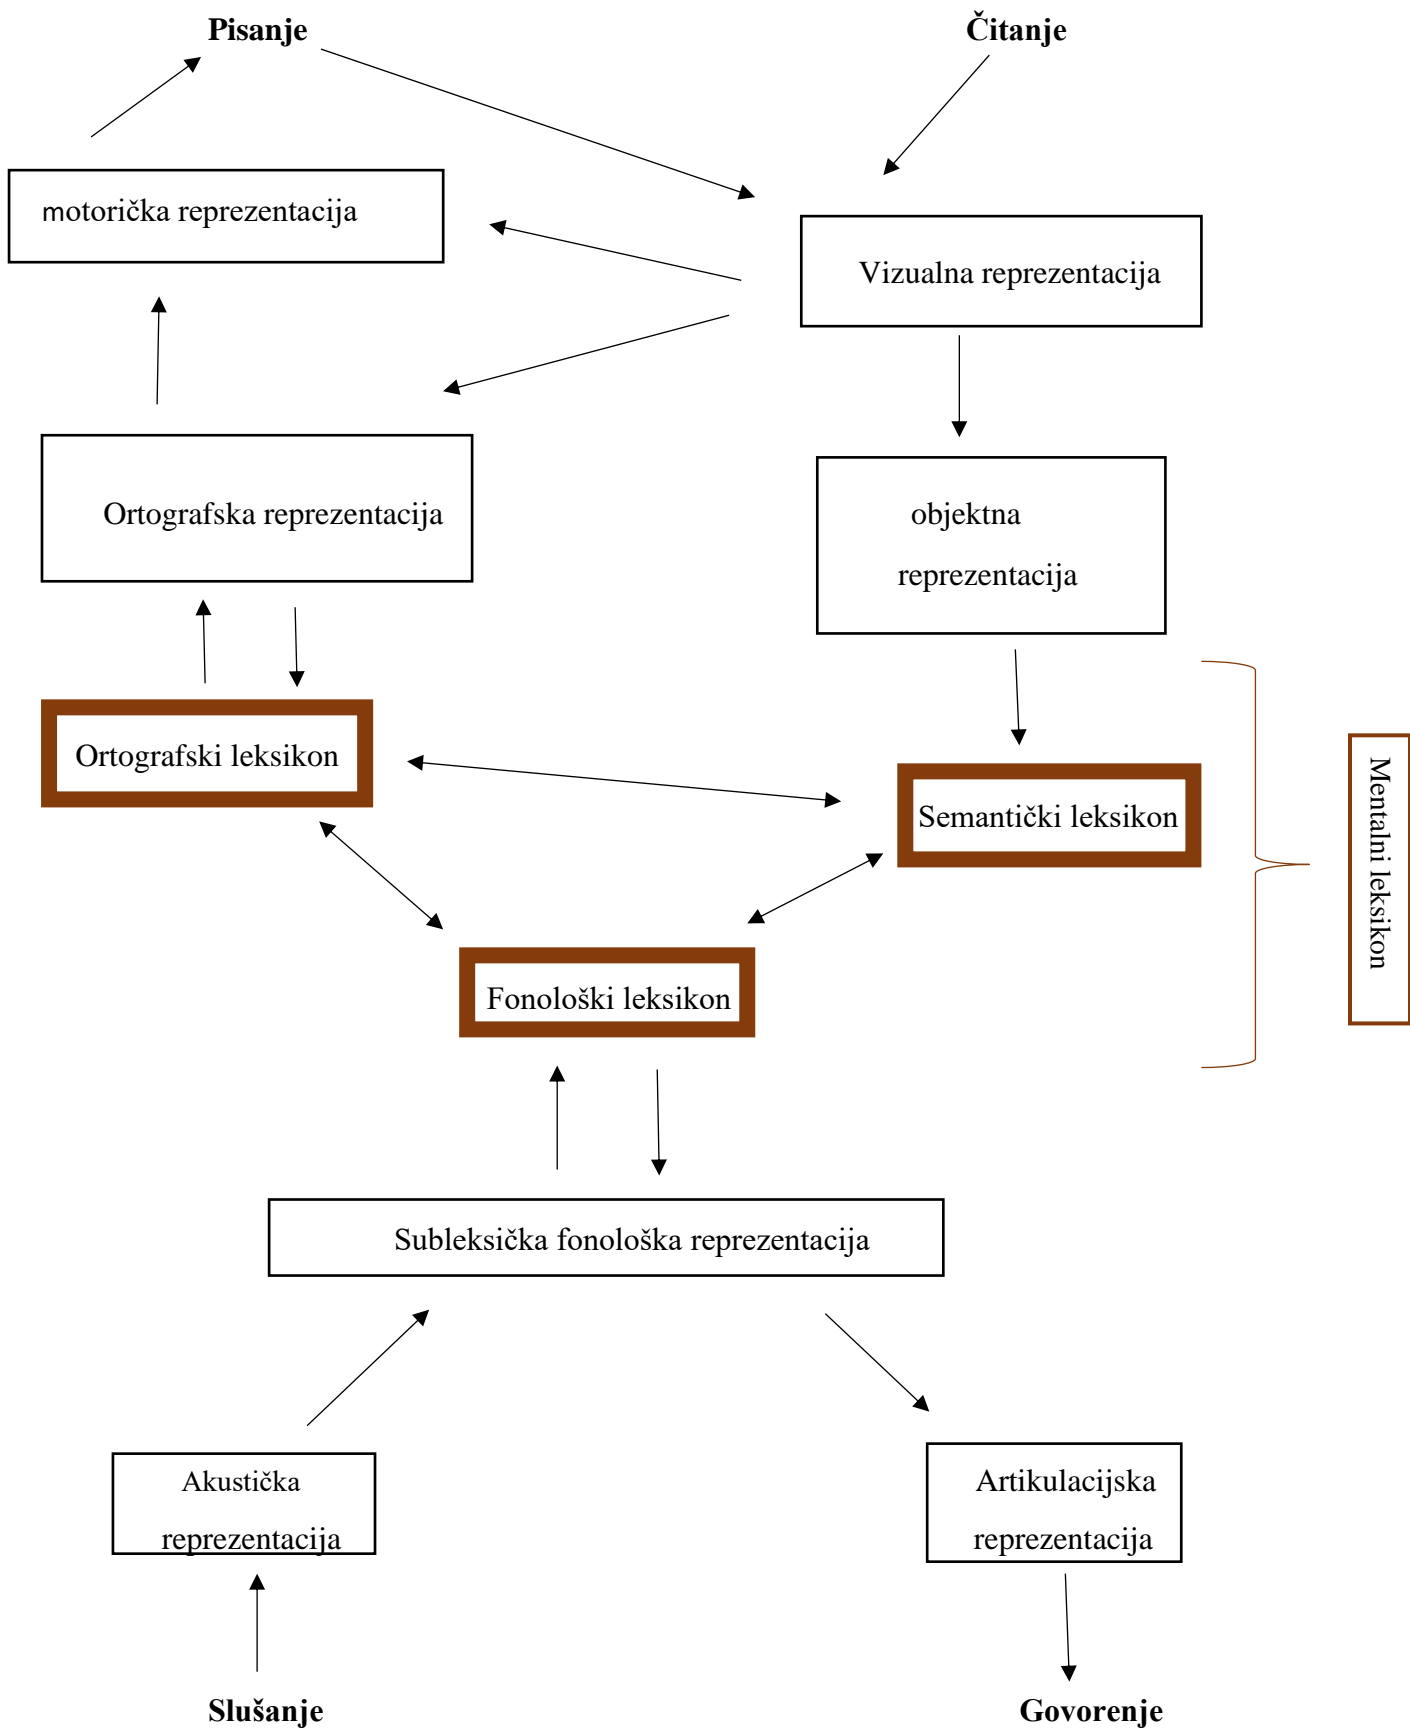 Pisanje
Čitanje
motorička reprezentacija
Vizualna reprezentacija
Ortografska reprezentacija
objektna
reprezentacija
Ortografski leksikon
Semantički leksikon
Mentalni leksikon
Fonološki leksikon
Subleksička fonološka reprezentacija
Akustička
reprezentacija
Artikulacijska
reprezentacija
Slušanje
Govorenje